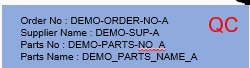 Order No : DEMO-ORDER-NO-A
QC
Supplier Name : DEMO-SUP-A
Parts No : DEMO-PARTS-NO_A
Parts Name : DEMO_PARTS_NAME_A